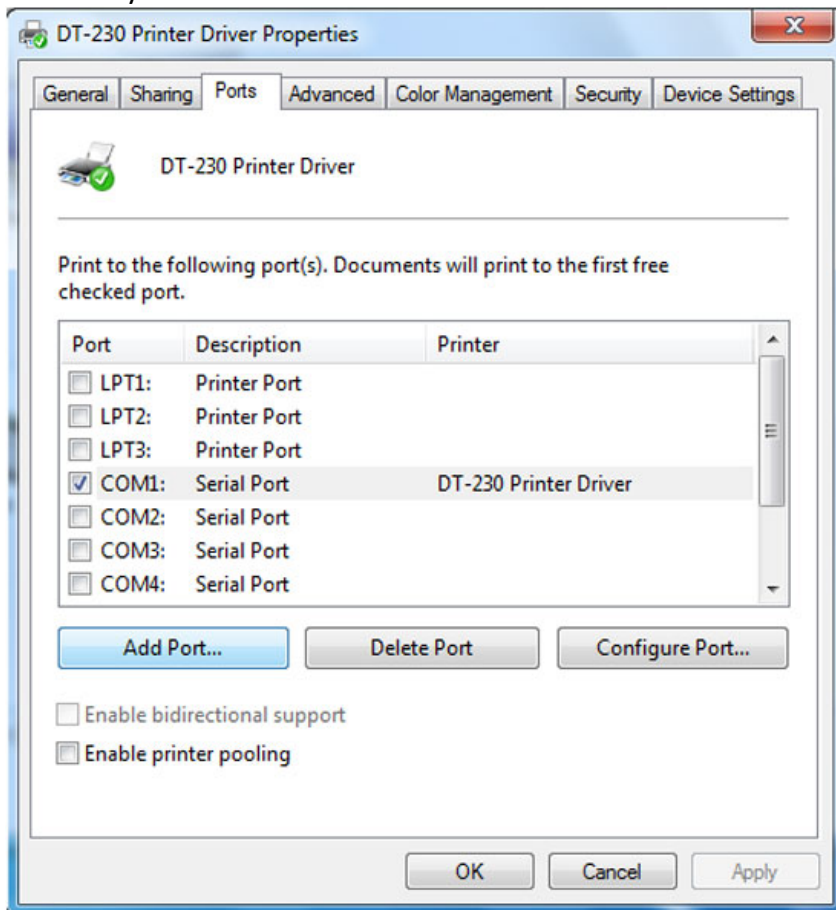 DT-230 Printer Driver Properties
X
General Sharing Ports Advanced Color Management Security Device Settings
DT-230 Printer Driver
Print to the following port(s). Documents will print to the first free
checked port.
Port Description Printer
LPT1: Printer Port
LPT2: Printer Port
LPT3: Printer Port
COM1: Serial Port DT-230 Printer Driver
COM2: Serial Port
COM3: Serial Port
COM4: Serial Port
Add Port... Delete Port Configure Port...
Enable bidirectional support
Enable printer pooling
OK Cancel Apply